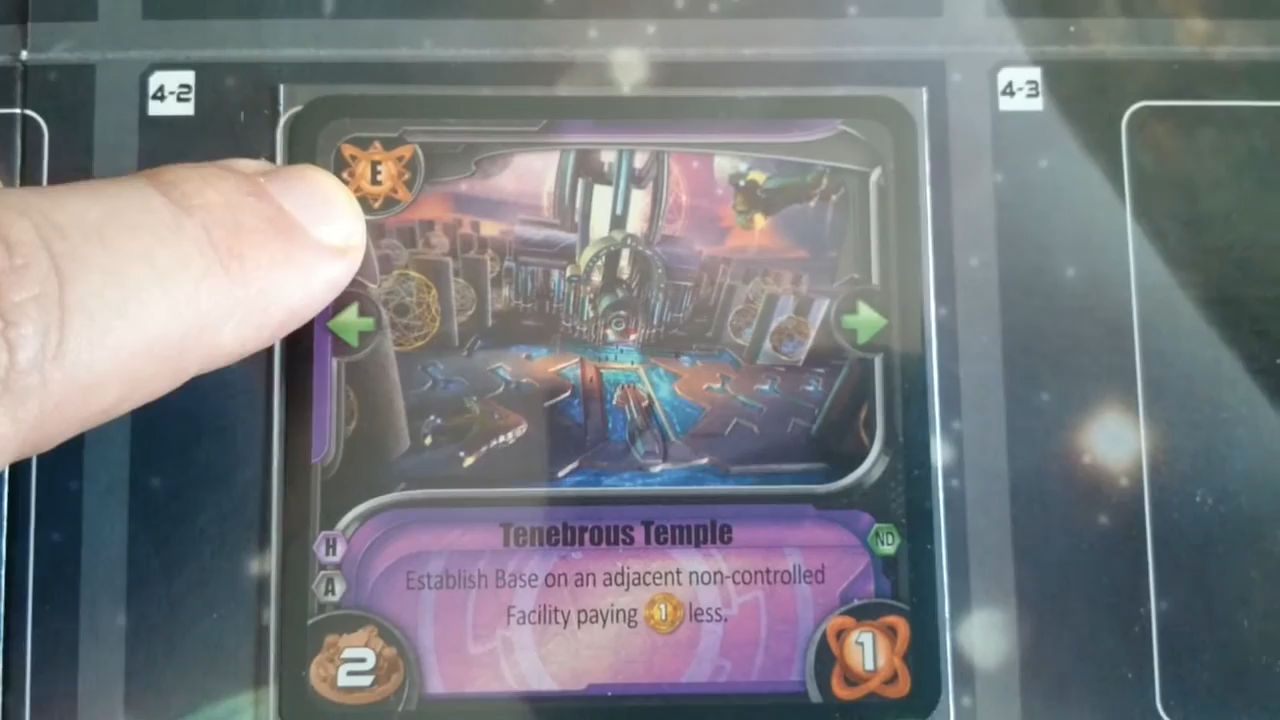 4-2
4-3
E
Tenebrous Temple
H
ND
A
Establish Base on an adjacent non-controlled
Facility paying 1 less.
2
1